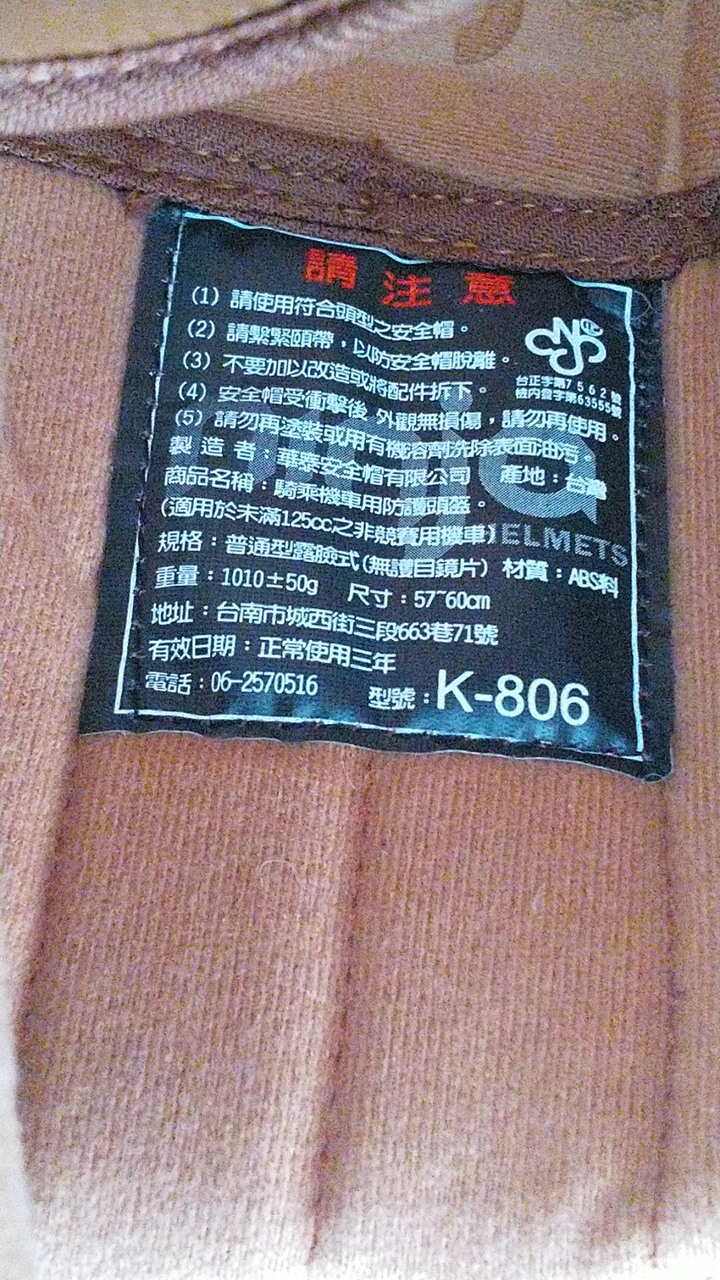 請注意
(1) 請使用符合頭型之安全帽。
(2) 請繫緊頤帶，以防安全帽脫離。
(3) 不要加以改造或將配件拆下。
(4) 安全帽受衝擊後，外觀無損傷，請勿再使用。
(5) 請勿再塗裝或用有機溶劑洗除表面油污。
台正字第7562號
檢內登字第63555號
製造者：華泰安全帽有限公司 產地：台灣
商品名稱：騎乘機車用防護頭盔。
(適用於未滿125cc之非競賽用機車)
HELMETS
規格：普通型露臉式(無護目鏡片) 材質：ABS料
重量：1010±50g 尺寸：57~60cm
地址：台南市城西街三段663巷71號
有效日期：正常使用三年
電話：06-2570516 型號：K-806